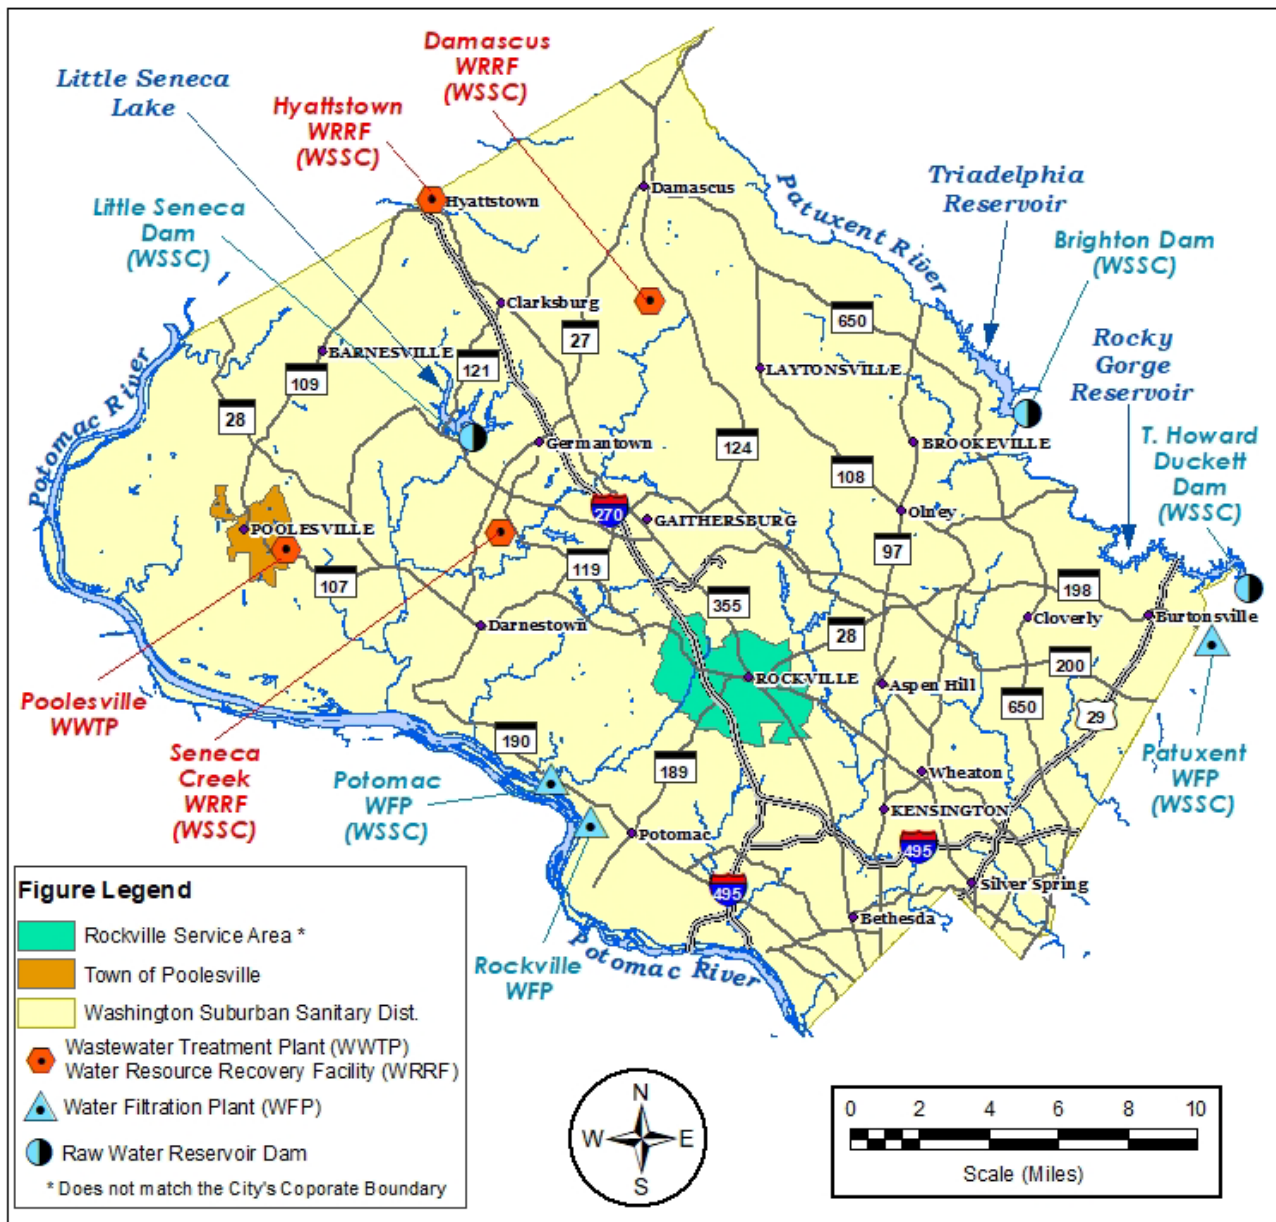 Damascus
WRRF
(WSSC)
Little Seneca
Lake
Hyattstown
WRRF
(WSSC)
Little Seneca
Dam
(WSSC)
Triadelphia
Reservoir
Brighton Dam
(WSSC)
Patuxent River
Rocky
Gorge
Reservoir
T. Howard
Duckett
Dam
(WSSC)
Potomac River
Hyattstown
Damascus
Clarksburg
BARNESVILLE
LAYTONSVILLE
Germantown
BROOKEVILLE
POOLESVILLE
GAITHERSBURG
Olney
Darnestown
Cloverly
Burtonsville
ROCKVILLE
Aspen Hill
Wheaton
KENSINGTON
Potomac
Silver Spring
Bethesda
650
27
121
109
28
124
108
270
97
119
107
355
198
28
200
650
29
190
189
495
495
Poolesville
WWTP
Seneca
Creek
WRRF
(WSSC)
Potomac
WFP
(WSSC)
Patuxent
WFP
(WSSC)
Rockville
WFP
Potomac River
Figure Legend
Rockville Service Area *
Town of Poolesville
Washington Suburban Sanitary Dist.
Wastewater Treatment Plant (WWTP)
Water Resource Recovery Facility (WRRF)
Water Filtration Plant (WFP)
Raw Water Reservoir Dam
* Does not match the City's Coporate Boundary
N
W E
S
0 2 4 6 8 10
Scale (Miles)